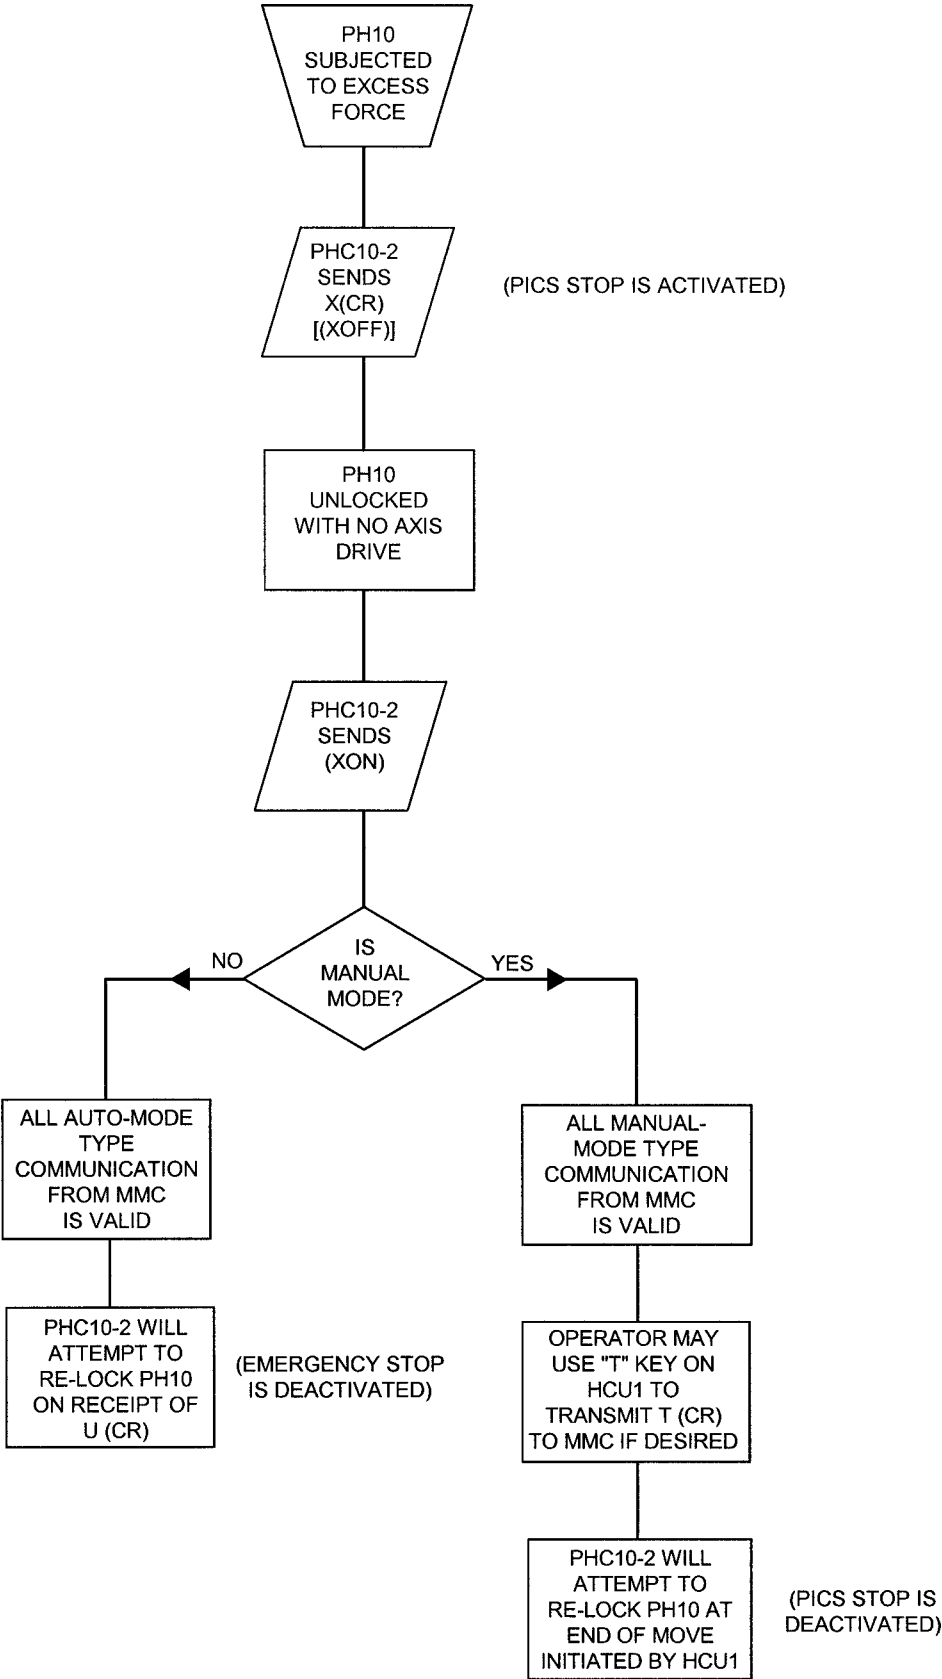 PH10
SUBJECTED
TO EXCESS
FORCE
PHC10-2
SENDS
X(CR)
[(XOFF)]
(PICS STOP IS ACTIVATED)
PH10
UNLOCKED
WITH NO AXIS
DRIVE
PHC10-2
SENDS
(XON)
IS
MANUAL
MODE?
NO
YES
ALL AUTO-MODE
TYPE
COMMUNICATION
FROM MMC
IS VALID
PHC10-2 WILL
ATTEMPT TO
RE-LOCK PH10
ON RECEIPT OF
U (CR)
(EMERGENCY STOP
IS DEACTIVATED)
ALL MANUAL-
MODE TYPE
COMMUNICATION
FROM MMC
IS VALID
OPERATOR MAY
USE "T" KEY ON
HCU1 TO
TRANSMIT T (CR)
TO MMC IF DESIRED
PHC10-2 WILL
ATTEMPT TO
RE-LOCK PH10 AT
END OF MOVE
INITIATED BY HCU1
(PICS STOP IS
DEACTIVATED)